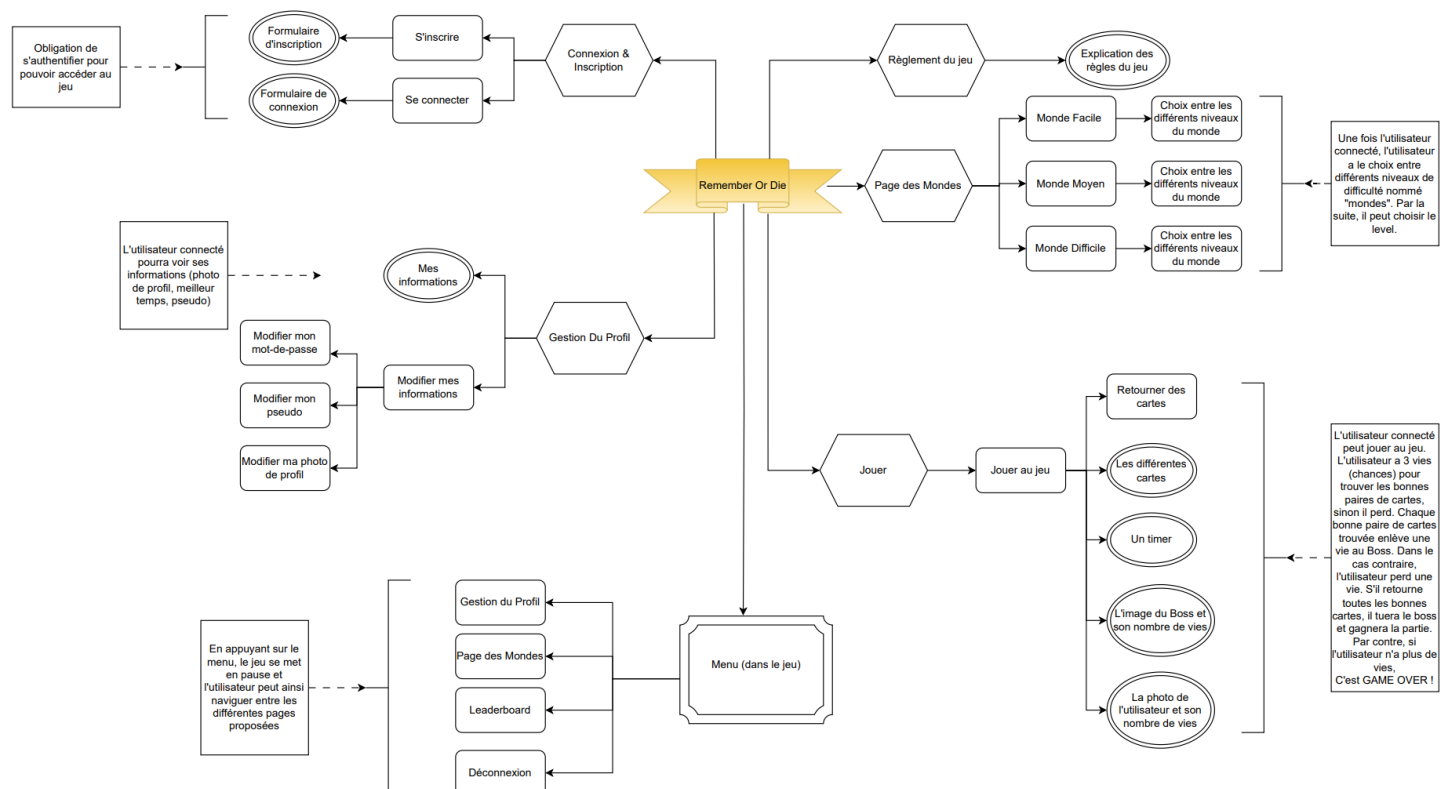 Obligation de
s'authentifier pour
pouvoir accéder au
jeu
Formulaire
d'inscription
S'inscrire
Connexion &
Inscription
Formulaire de
connexion
Se connecter
Règlement du jeu
Explication des
règles du jeu
Remember Or Die
Page des Mondes
Monde Facile
Choix entre les
différents niveaux
du monde
Monde Moyen
Choix entre les
différents niveaux
du monde
Monde Difficile
Choix entre les
différents niveaux
du monde
Une fois l'utilisateur
connecté, l'utilisateur
a le choix entre
différents niveaux de
difficulté nommé
"mondes". Par la
suite, il peut choisir le
level.
L'utilisateur connecté
pourra voir ses
informations (photo
de profil, meilleur
temps, pseudo)
Mes
informations
Gestion Du Profil
Modifier mes
informations
Modifier mon
mot-de-passe
Modifier mon
pseudo
Modifier ma photo
de profil
Jouer
Jouer au jeu
Retourner des
cartes
Les différentes
cartes
Un timer
L'image du Boss et
son nombre de vies
La photo de
l'utilisateur et son
nombre de vies
L'utilisateur connecté
peut jouer au jeu.
L'utilisateur a 3 vies
(chances) pour
trouver les bonnes
paires de cartes,
sinon il perd. Chaque
bonne paire de cartes
trouvée enlève une
vie au Boss. Dans le
cas contraire,
l'utilisateur perd une
vie. S'il retourne
toutes les bonnes
cartes, il tuera le boss
et gagnera la partie.
Par contre, si
l'utilisateur n'a plus de
vies,
C'est GAME OVER !
En appuyant sur le
menu, le jeu se met
en pause et
l'utilisateur peut ainsi
naviguer entre les
différentes pages
proposées
Gestion du Profil
Page des Mondes
Leaderboard
Déconnexion
Menu (dans le jeu)